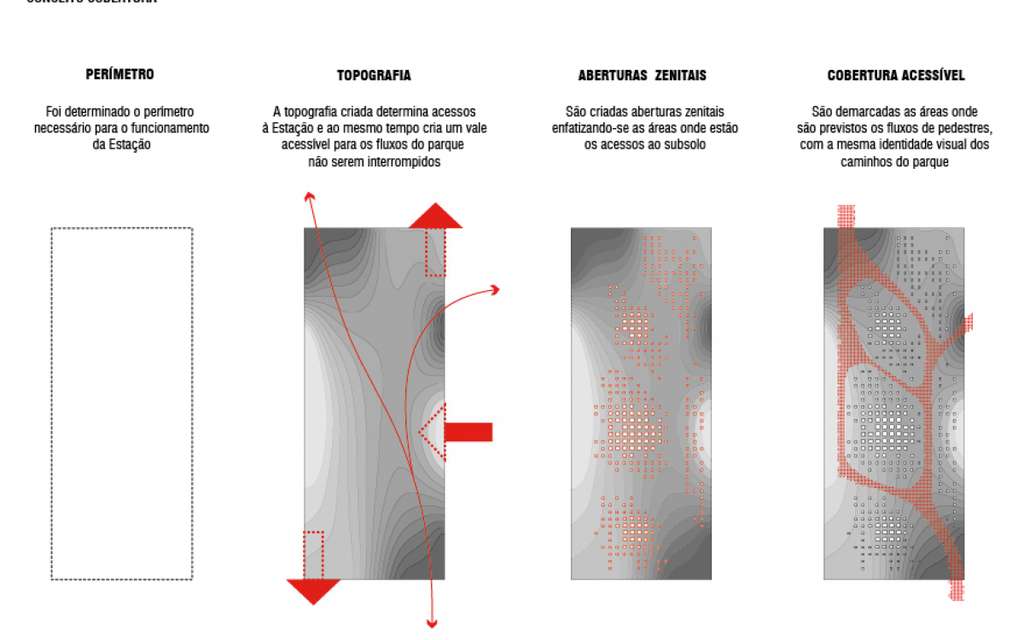 CONCEITO COBERTURA
PERÍMETRO
Foi determinado o perímetro
necessário para o funcionamento
da Estação
TOPOGRAFIA
A topografia criada determina acessos
à Estação e ao mesmo tempo cria um vale
acessível para os fluxos do parque
não serem interrompidos
ABERTURAS ZENITAIS
São criadas aberturas zenitais
enfatizando-se as áreas onde estão
os acessos ao subsolo
COBERTURA ACESSÍVEL
São demarcadas as áreas onde
são previstos os fluxos de pedestres,
com a mesma identidade visual dos
caminhos do parque